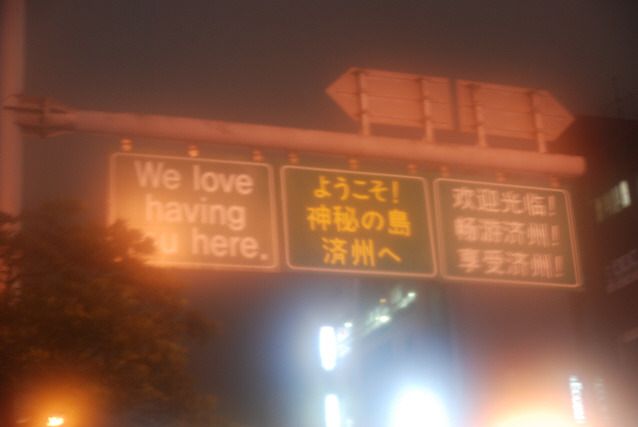 We love
having
u here.
ようこそ!
神秘の島
済州へ
欢迎光临!
畅游济州!
享受济州!